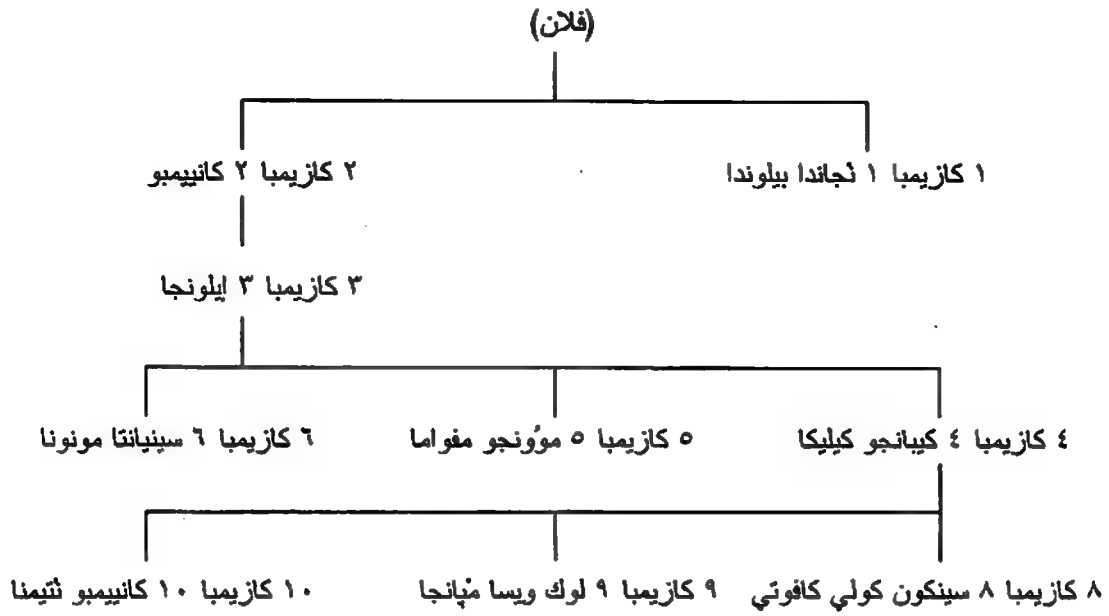 (فلان)
١ كازيمبا ١ نْجاندا بيلوندا
٢ كازيمبا ٢ كانييمبو
٣ كازيمبا ٣ إيلونجا
٤ كازيمبا ٤ كيبانجو كيليكا
٥ كازيمبا ٥ موؤنجو مفواما
٦ كازيمبا ٦ سينيانتا مونونا
٨ كازيمبا ٨ سينكون كولي كافوتي
٩ كازيمبا ٩ لوك ويسا مْپانجا
١٠ كازيمبا ١٠ كانييمبو نْتيمنا